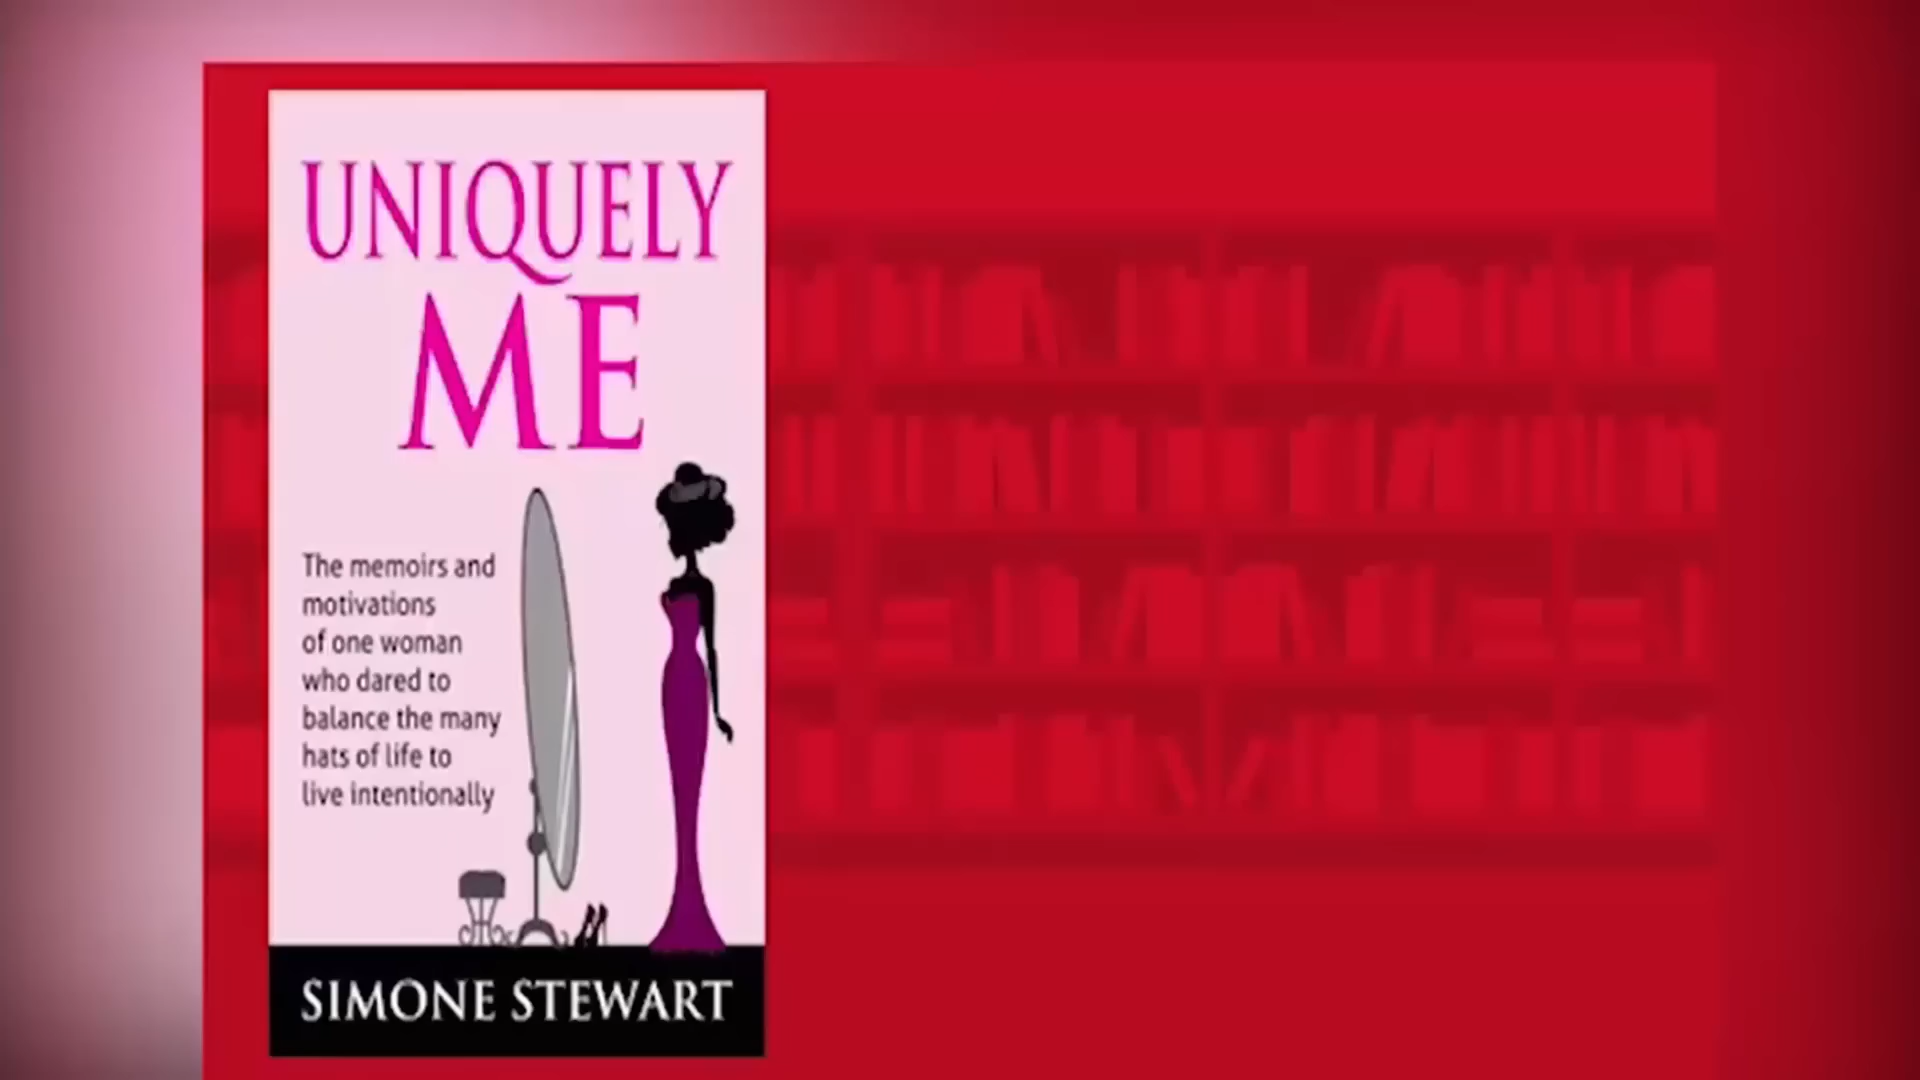 UNIQUELY
ME
The memoirs and
motivations
of one woman
who dared to
balance the many
hats of life to
live intentionally
SIMONE STEWART